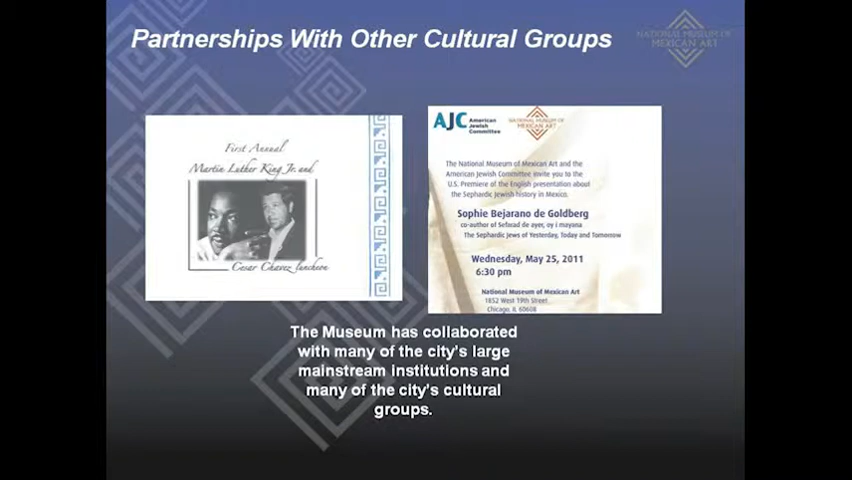 Partnerships With Other Cultural Groups
NATIONAL MUSEUM OF
MEXICAN ART
First Annual
Martin Luther King Jr. and
Cesar Chavez luncheon
AJC American
Jewish
Committee
NATIONAL MUSEUM OF
MEXICAN ART
The National Museum of Mexican Art and the
American Jewish Committee invite you to the
U.S. Premiere of the English presentation about
the Sephardic Jewish history in Mexico.
Sophie Bejarano de Goldberg
co-author of Sefarad de ayer, oy i mayana
The Sephardic Jews of Yesterday, Today and Tomorrow
Wednesday, May 25, 2011
6:30 pm
National Museum of Mexican Art
1852 West 19th Street
Chicago, IL 60608
The Museum has collaborated
with many of the city's large
mainstream institutions and
many of the city's cultural
groups.